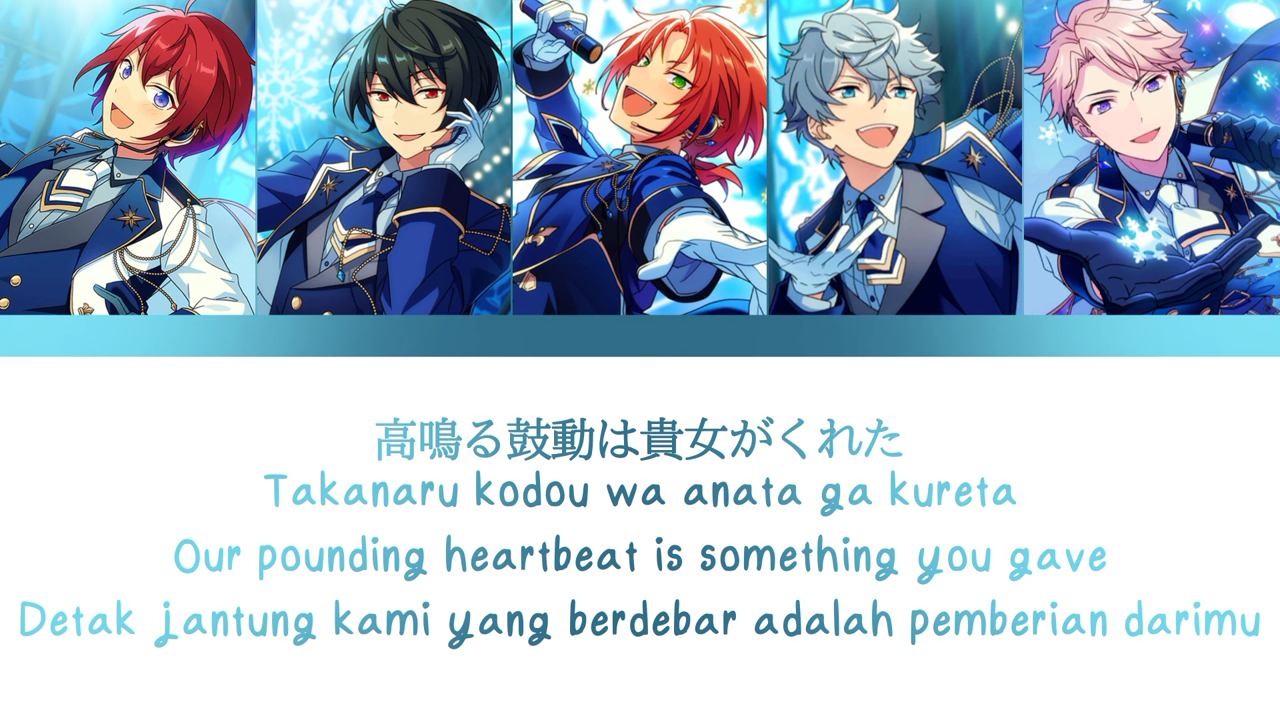 高鳴る鼓動は貴女がくれた
Takanaru kodou wa anata ga kureta
Our pounding heartbeat is something you gave
Detak jantung kami yang berdebar adalah pemberian darimu